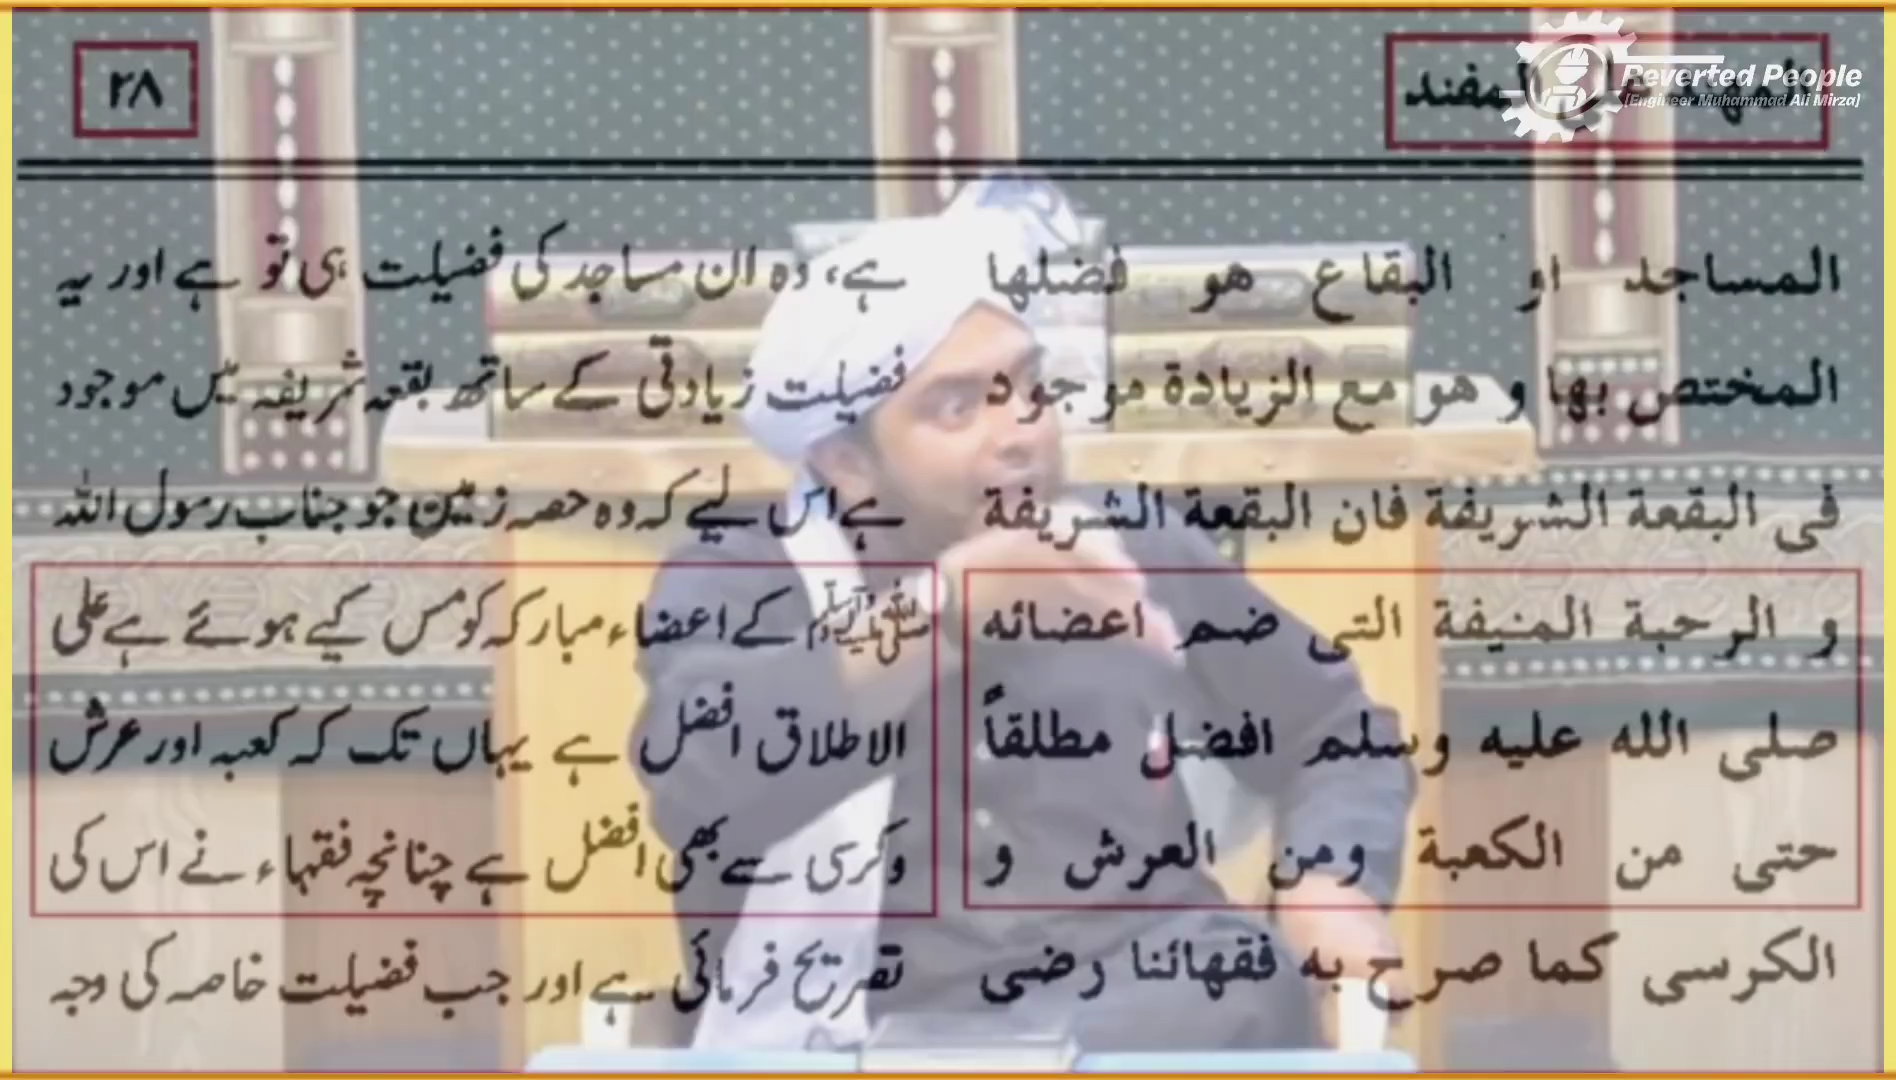 المہند علی المفند
۲۸
Reverted People
(Engineer Muhammad Ali Mirza)
المساجد او البقاع هو فضلها
المختص بها و هو مع الزيادة موجود
فى البقعة الشريفة فان البقعة الشريفة
و الرحبة المنيفة التى ضم اعضائه
صلى الله عليه وسلم افضل مطلقاً
حتى من الكعبة ومن العرش و
الكرسى كما صرح به فقهائنا رضى
ہے، وہ ان مساجد کی فضیلت ہی تو ہے اور یہ
فضیلت زیادتی کے ساتھ بقعہ شریفہ میں موجود
ہے اس لیے کہ وہ حصہ زمین جو جناب رسول اللہ
ﷺ کے اعضاء مبارکہ کو مس کیے ہوئے ہے علی
الاطلاق افضل ہے یہاں تک کہ کعبہ اور عرش
وکرسی سے بھی افضل ہے چنانچہ فقہاء نے اس کی
تصریح فرمائی ہے اور جب فضیلت خاصہ کی وجہ